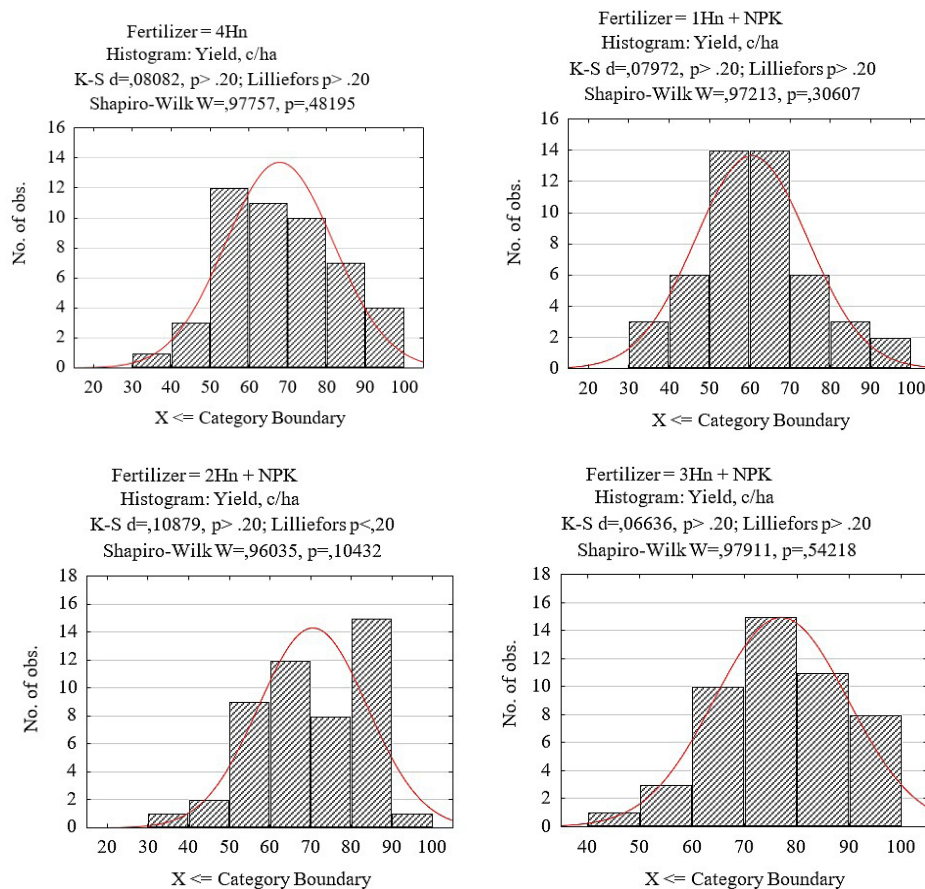 Fertilizer = 4Hn
Histogram: Yield, c/ha
K-S d=,08082, p> .20; Lilliefors p> .20
Shapiro-Wilk W=,97757, p=,48195
16
14
12
10
8
6
4
2
0
No. of obs.
20 30 40 50 60 70 80 90 100
X <= Category Boundary
Fertilizer = 1Hn + NPK
Histogram: Yield, c/ha
K-S d=,07972, p> .20; Lilliefors p> .20
Shapiro-Wilk W=,97213, p=,30607
16
14
12
10
8
6
4
2
0
No. of obs.
20 30 40 50 60 70 80 90 100
X <= Category Boundary
Fertilizer = 2Hn + NPK
Histogram: Yield, c/ha
K-S d=,10879, p> .20; Lilliefors p<,20
Shapiro-Wilk W=,96035, p=,10432
18
16
14
12
10
8
6
4
2
0
No. of obs.
20 30 40 50 60 70 80 90 100
X <= Category Boundary
Fertilizer = 3Hn + NPK
Histogram: Yield, c/ha
K-S d=,06636, p> .20; Lilliefors p> .20
Shapiro-Wilk W=,97911, p=,54218
18
16
14
12
10
8
6
4
2
0
No. of obs.
40 50 60 70 80 90 100
X <= Category Boundary